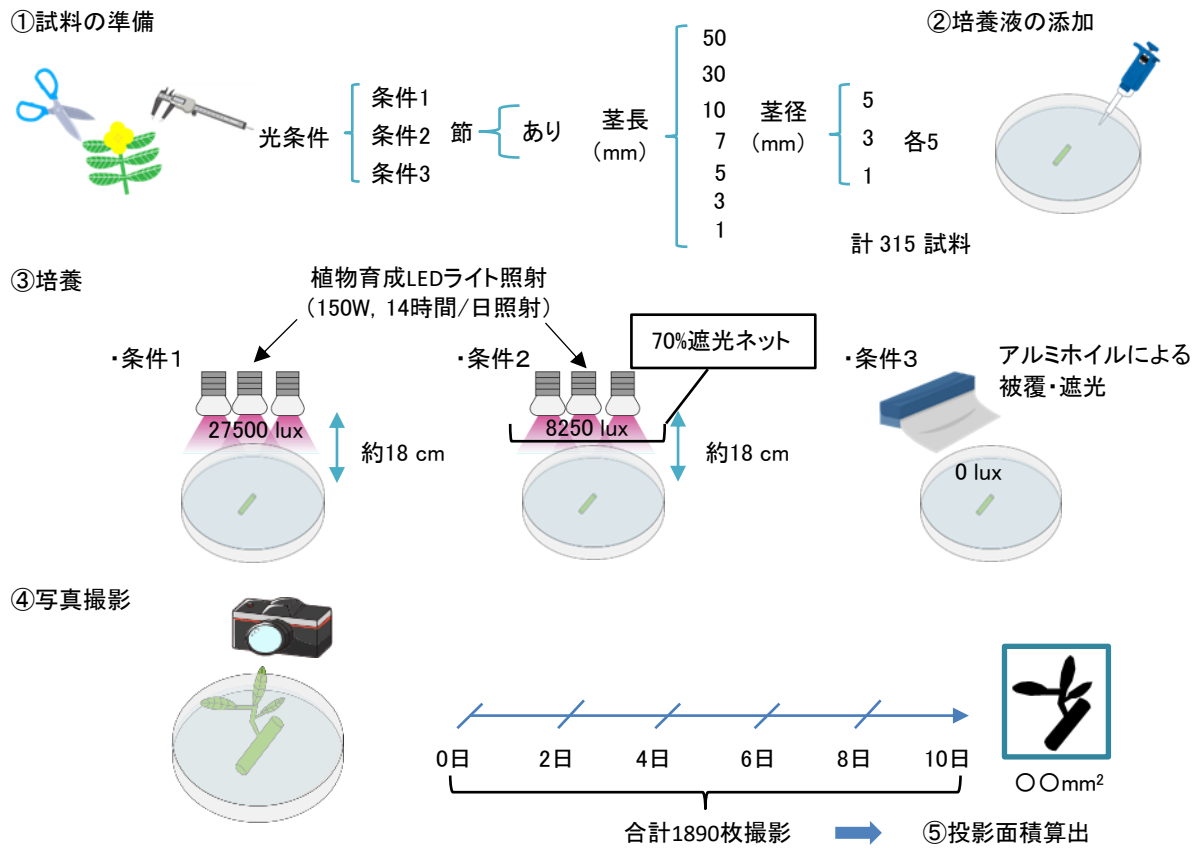 ①試料の準備
②培養液の添加
光条件
条件1
条件2
条件3
節
あり
茎長
(mm)
50
30
10
7
5
3
1
茎径
(mm)
5
3
1
各5
計 315 試料
③培養
植物育成LEDライト照射
(150W, 14時間/日照射)
70%遮光ネット
・条件1
27500 lux
約18 cm
・条件2
8250 lux
約18 cm
・条件3
アルミホイルによる
被覆・遮光
0 lux
④写真撮影
0日
2日
4日
6日
8日
10日
合計1890枚撮影
〇〇mm²
⑤投影面積算出